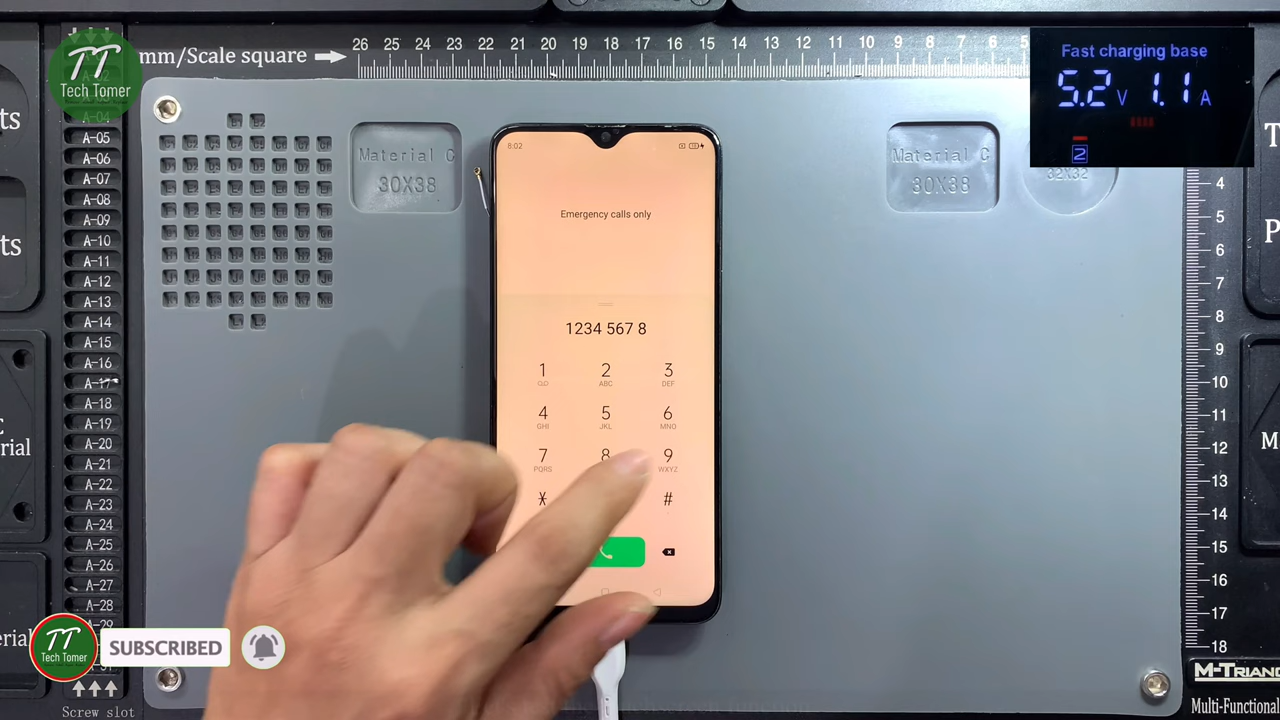 TT
Tech Tomer
mm/Scale square
26 25 24 23 22 21 20 19 18 17 16 15 14 13 12 11 10 9 8 7 6 5
Fast charging base
5.2 V 1.1 A
2
A-04
A-05
A-06
A-07
A-08
A-09
A-10
A-11
A-12
A-13
A-14
A-15
A-16
A-17
A-18
A-19
A-20
A-21
A-22
A-23
A-24
A-25
A-26
A-27
A-28
A-29
Screw slot
Material C
30X38
Material C
30X38
32X32
8:02
Emergency calls only
1234 567 8
1
2
ABC
3
DEF
4
GHI
5
JKL
6
MNO
7
PQRS
8
9
WXYZ
#
4
5
6
7
8
9
10
11
12
13
14
15
16
17
18
TT
Tech Tomer
SUBSCRIBED
M-TRIANG
Multi-Functional